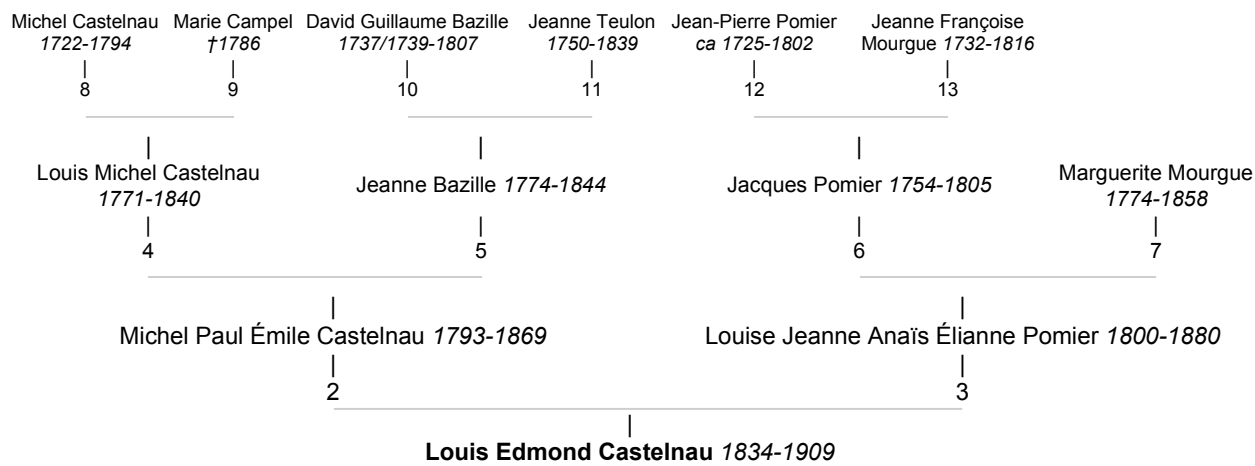 Michel Castelnau Marie Campel David Guillaume Bazille Jeanne Teulon Jean-Pierre Pomier Jeanne Françoise
1722-1794 †1786 1737/1739-1807 1750-1839 ca 1725-1802 Mourgue 1732-1816
8 9 10 11 12 13
Louis Michel Castelnau
1771-1840
Jeanne Bazille 1774-1844
Jacques Pomier 1754-1805
Marguerite Mourgue
1774-1858
4 5 6 7
Michel Paul Émile Castelnau 1793-1869 Louise Jeanne Anaïs Élianne Pomier 1800-1880
2 3
Louis Edmond Castelnau 1834-1909